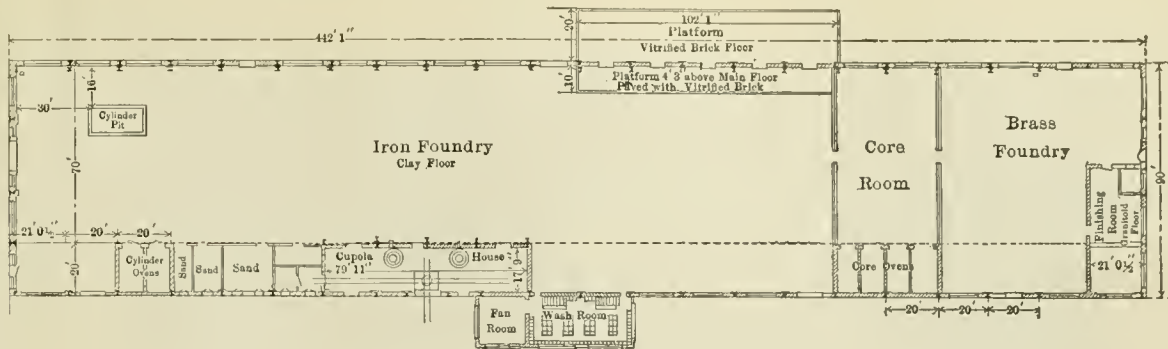 442'1"
20'
102'1"
Platform
Vitrified Brick Floor
10'
Platform 4'3 above Main Floor
Paved with Vitrified Brick
16'
30'
Cylinder
Pit
70'
Iron Foundry
Clay Floor
Core
Room
Brass
Foundry
90'
Finishing
Room
Granitoid
Floor
21'0½"
20'
20'
20'
Cylinder
Ovens
Sand
Sand
Sand
Cupola House
79'11"
17'9"
Core Ovens
21'0½"
Fan
Room
Wash Room
20'
20'